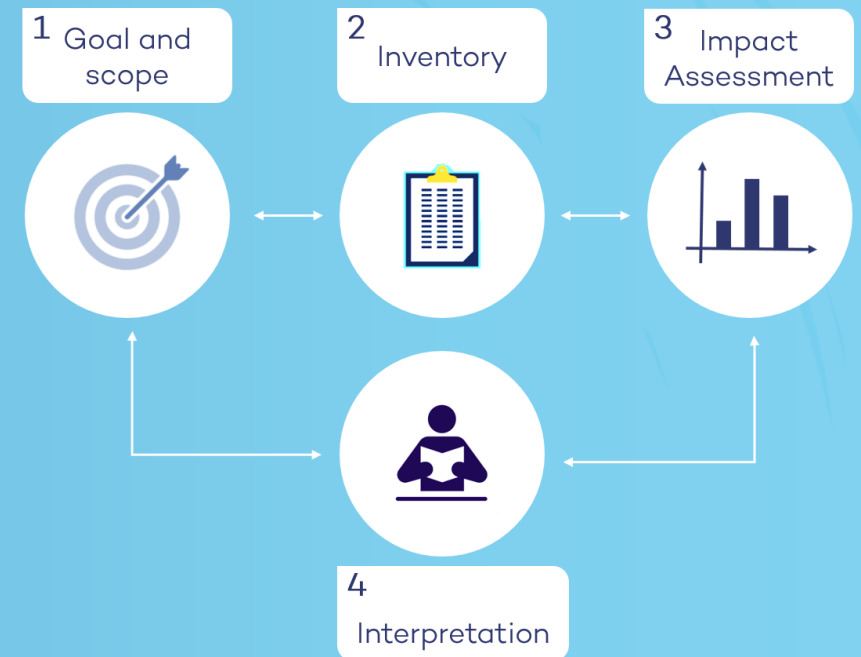 1
Goal and
scope
2
Inventory
3
Impact
Assessment
4
Interpretation